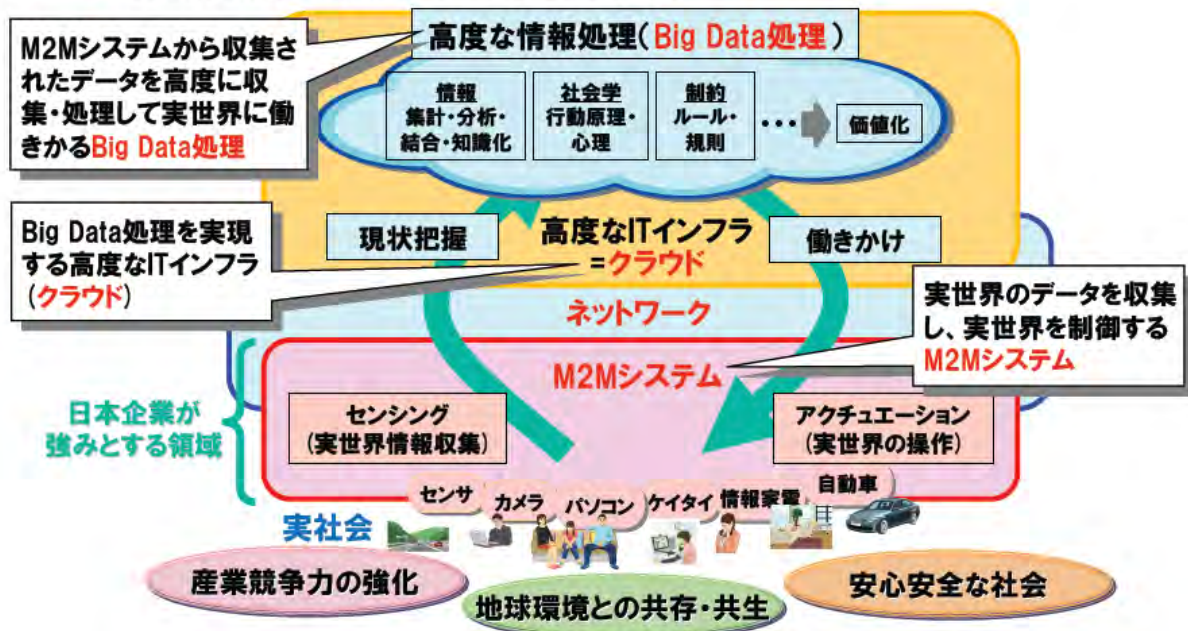 M2Mシステムから収集さ
れたデータを高度に収
集・処理して実世界に働
きかるBig Data処理
高度な情報処理(Big Data処理)
情報
集計・分析・
結合・知識化
社会学
行動原理・
心理
制約
ルール・
規則
・・・
価値化
Big Data処理を実現
する高度なITインフラ
(クラウド)
現状把握
高度なITインフラ
=クラウド
働きかけ
ネットワーク
実世界のデータを収集
し、実世界を制御する
M2Mシステム
M2Mシステム
日本企業が
強みとする領域
センシング
(実世界情報収集)
アクチュエーション
(実世界の操作)
センサ
カメラ
パソコン
ケイタイ
情報家電
自動車
実社会
産業競争力の強化
地球環境との共存・共生
安心安全な社会